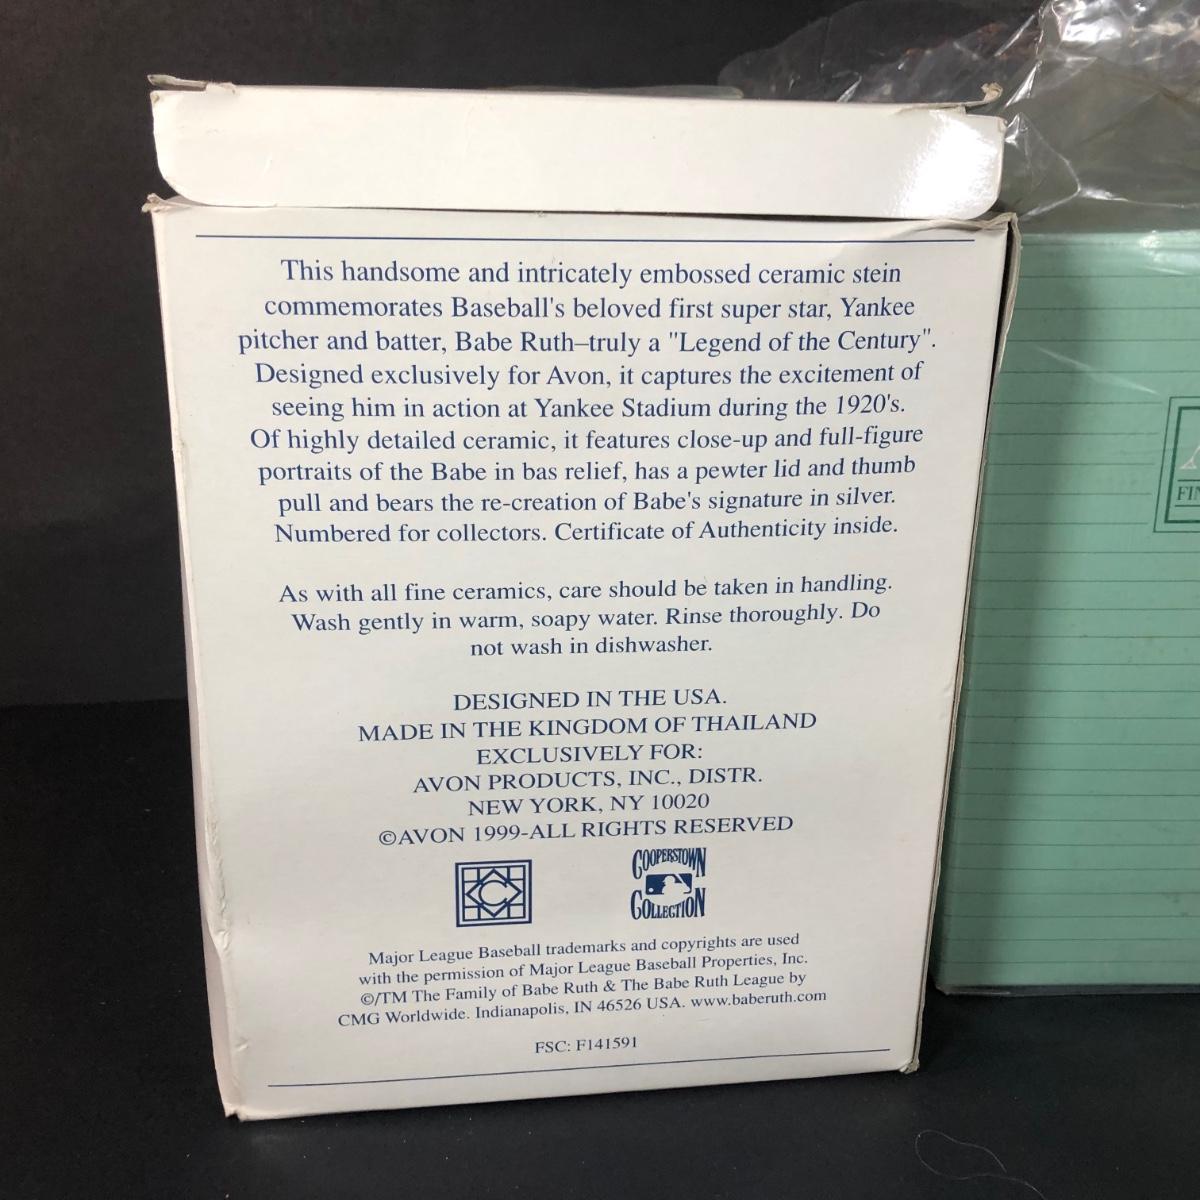 This handsome and intricately embossed ceramic stein
commemorates Baseball's beloved first super star, Yankee
pitcher and batter, Babe Ruth–truly a "Legend of the Century".
Designed exclusively for Avon, it captures the excitement of
seeing him in action at Yankee Stadium during the 1920's.
Of highly detailed ceramic, it features close-up and full-figure
portraits of the Babe in bas relief, has a pewter lid and thumb
pull and bears the re-creation of Babe's signature in silver.
Numbered for collectors. Certificate of Authenticity inside.
As with all fine ceramics, care should be taken in handling.
Wash gently in warm, soapy water. Rinse thoroughly. Do
not wash in dishwasher.
DESIGNED IN THE USA.
MADE IN THE KINGDOM OF THAILAND
EXCLUSIVELY FOR:
AVON PRODUCTS, INC., DISTR.
NEW YORK, NY 10020
©AVON 1999-ALL RIGHTS RESERVED
C
COOPERSTOWN
COLLECTION
Major League Baseball trademarks and copyrights are used
with the permission of Major League Baseball Properties, Inc.
©/TM The Family of Babe Ruth & The Babe Ruth League by
CMG Worldwide. Indianapolis, IN 46526 USA. www.baberuth.com
FSC: F141591